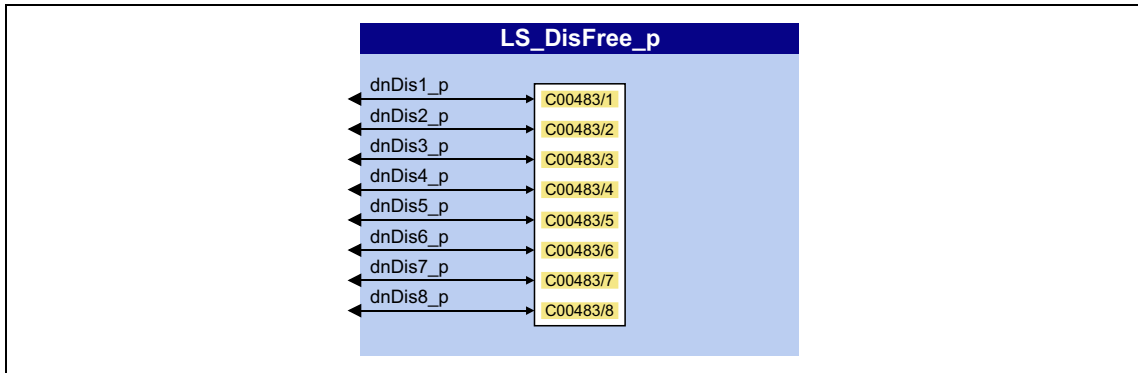 LS_DisFree_p
dnDis1_p
C00483/1
dnDis2_p
C00483/2
dnDis3_p
C00483/3
dnDis4_p
C00483/4
dnDis5_p
C00483/5
dnDis6_p
C00483/6
dnDis7_p
C00483/7
dnDis8_p
C00483/8